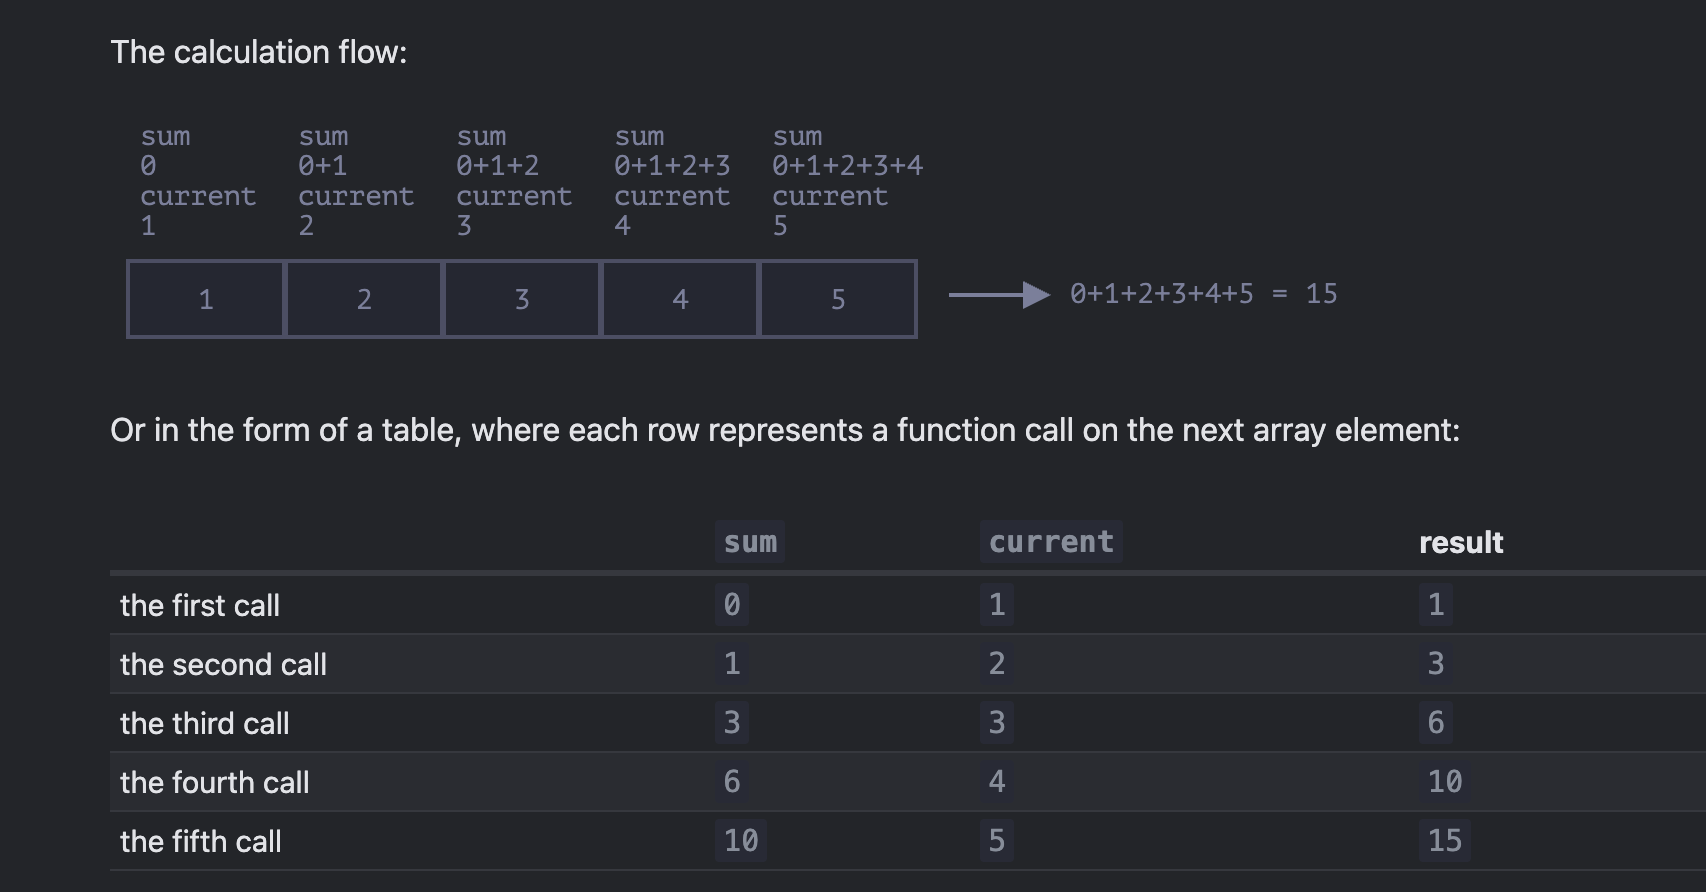 The calculation flow:
sum sum sum sum sum
0 0+1 0+1+2 0+1+2+3 0+1+2+3+4
current current current current current
1 2 3 4 5
1 2 3 4 5 0+1+2+3+4+5 = 15
Or in the form of a table, where each row represents a function call on the next array element:
sum current result
the first call 0 1 1
the second call 1 2 3
the third call 3 3 6
the fourth call 6 4 10
the fifth call 10 5 15